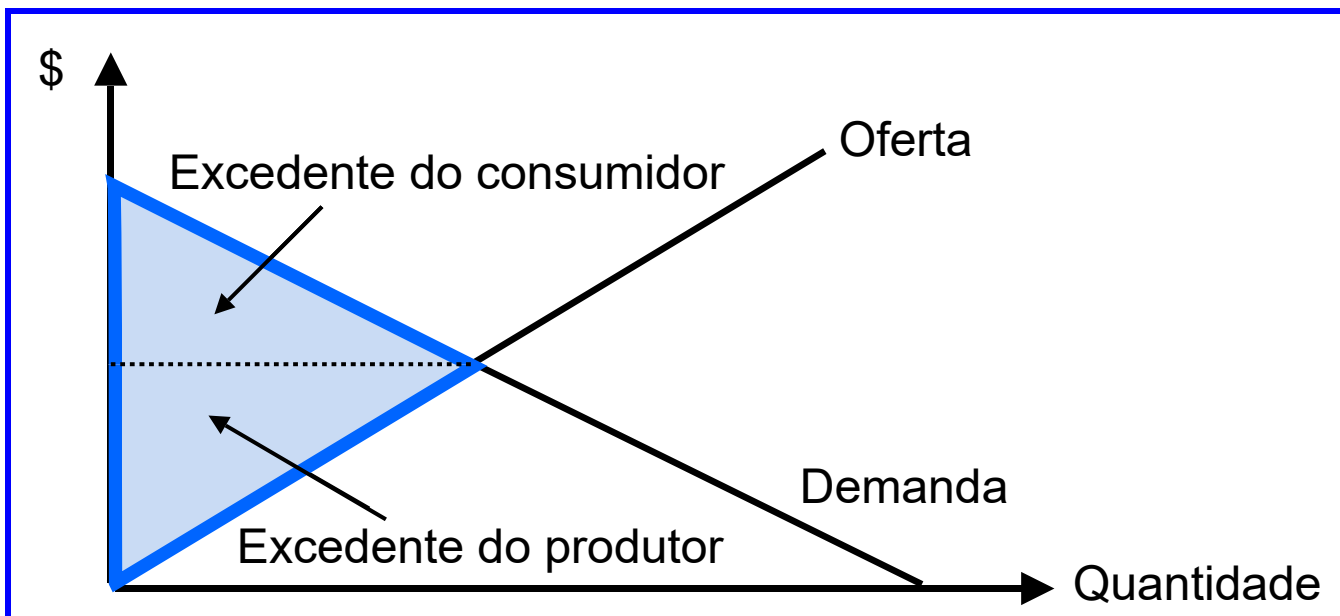 $
Oferta
Excedente do consumidor
Demanda
Excedente do produtor
Quantidade